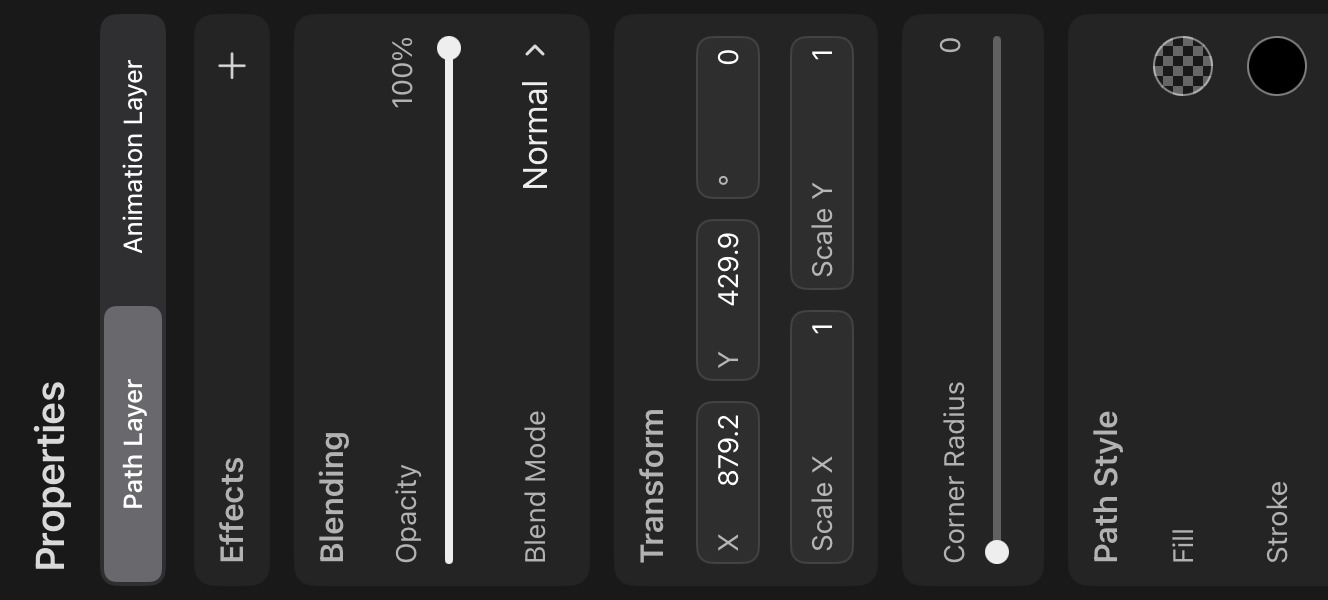 Properties
Path Layer Animation Layer
Effects
Blending
Opacity 100%
Blend Mode Normal
Transform
X 879.2 Y 429.9 ° 0
Scale X 1 Scale Y 1
Corner Radius 0
Path Style
Fill
Stroke